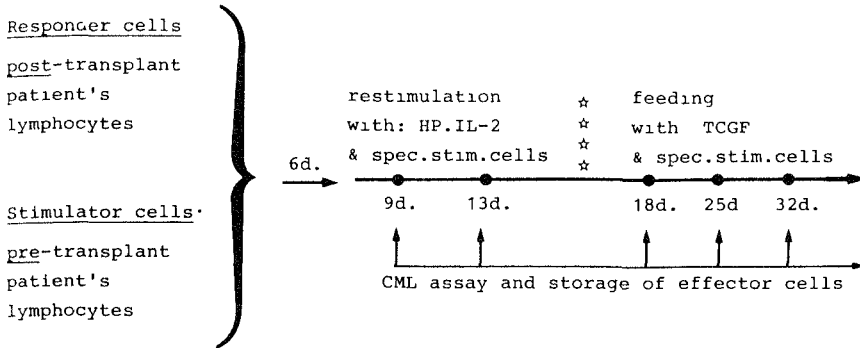 Responder cells
post-transplant
patient's
lymphocytes
Stimulator cells.
pre-transplant
patient's
lymphocytes
6d.
restimulation
with: HP.IL-2
& spec.stim.cells
☆
☆
☆
☆
feeding
with TCGF
& spec.stim.cells
9d. 13d. 18d. 25d 32d.
CML assay and storage of effector cells